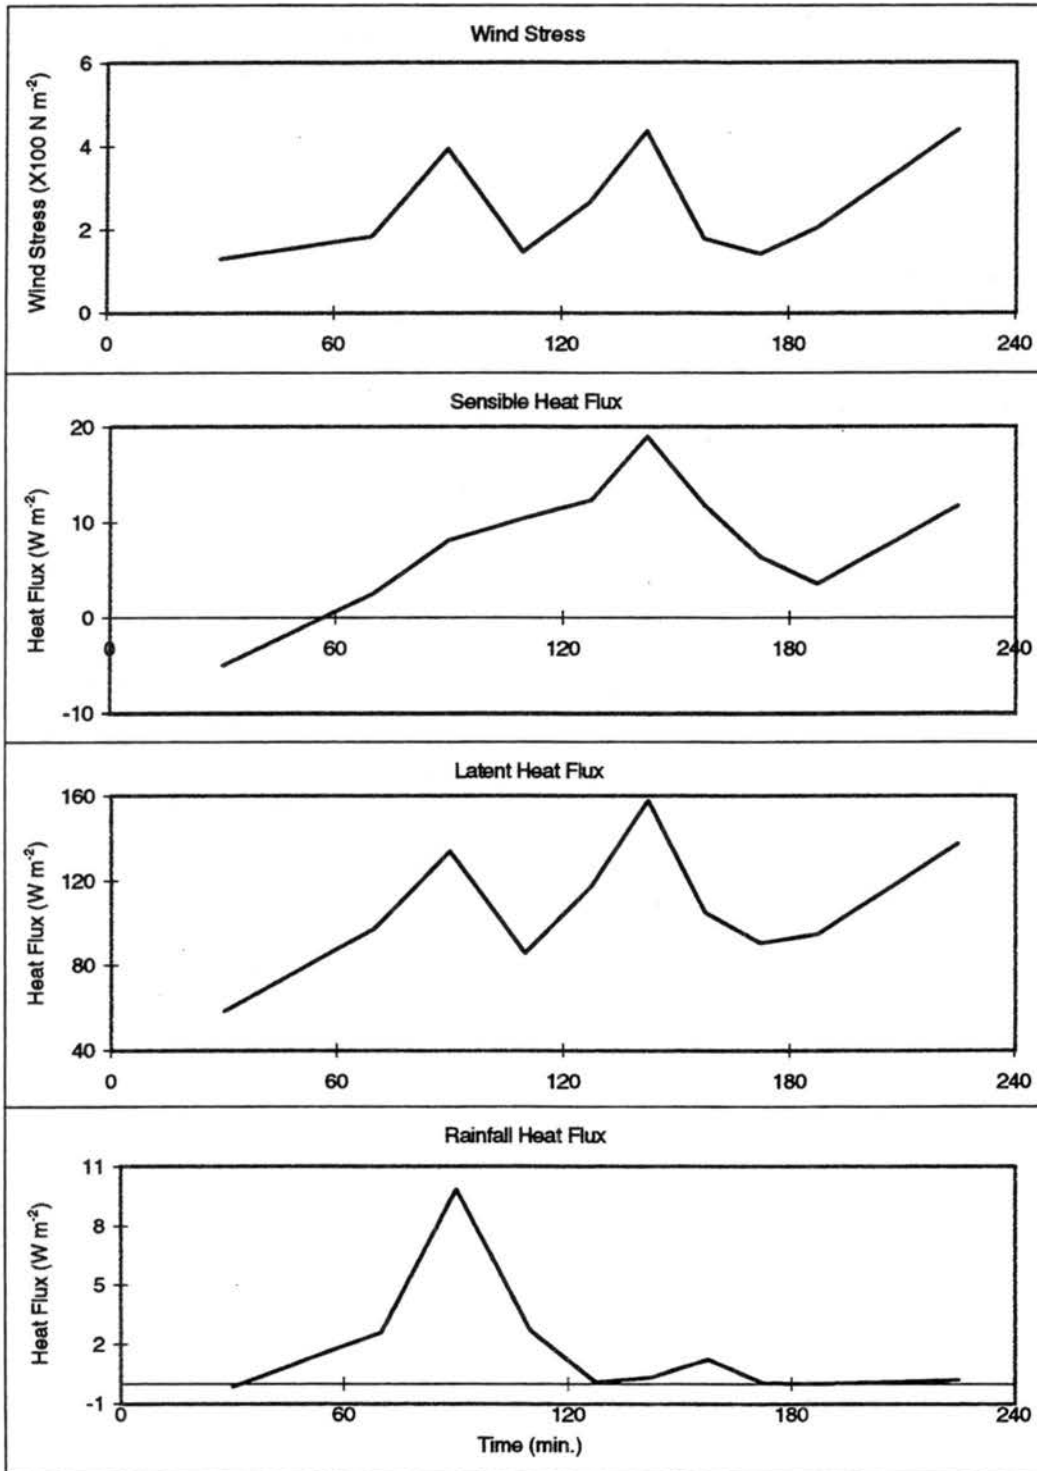 Wind Stress
Wind Stress (X100 N m-2)
6
4
2
0
0 60 120 180 240
Sensible Heat Flux
Heat Flux (W m-2)
20
10
0
-10
0 60 120 180 240
Latent Heat Flux
Heat Flux (W m-2)
160
120
80
40
0 60 120 180 240
Rainfall Heat Flux
Heat Flux (W m-2)
11
8
5
2
-1
0 60 120 180 240
Time (min.)